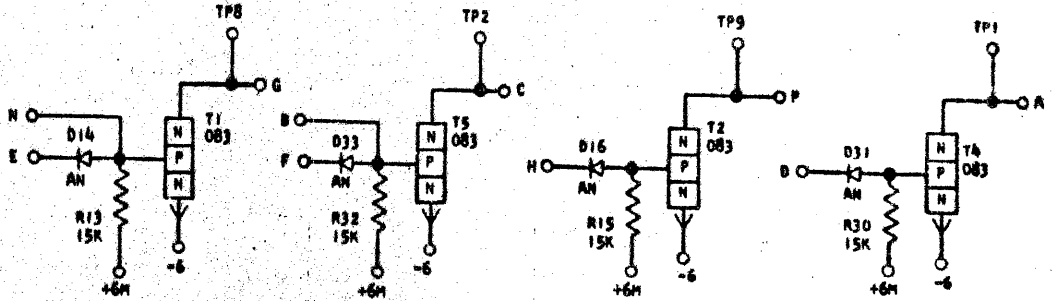 TP8
G
N
E
D14
AN
R13
15K
+6M
T1
083
N
P
N
-6
TP2
C
B
F
D33
AN
R32
15K
+6M
T5
083
N
P
N
-6
TP9
P
H
D16
AN
R15
15K
+6M
T2
083
N
P
N
-6
TP1
A
D
D31
AN
R30
15K
+6M
T4
083
N
P
N
-6